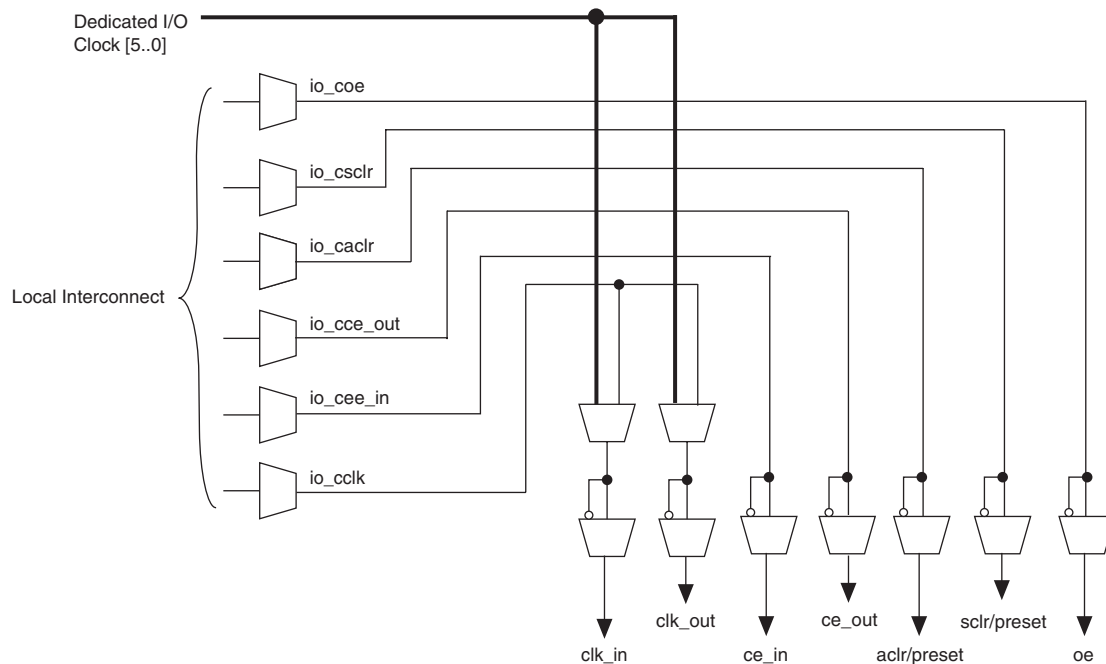 Dedicated I/O
Clock [5..0]
io_coe
io_csclr
io_caclr
Local Interconnect
io_cce_out
io_cee_in
io_cclk
clk_out
ce_out
sclr/preset
clk_in
ce_in
aclr/preset
oe